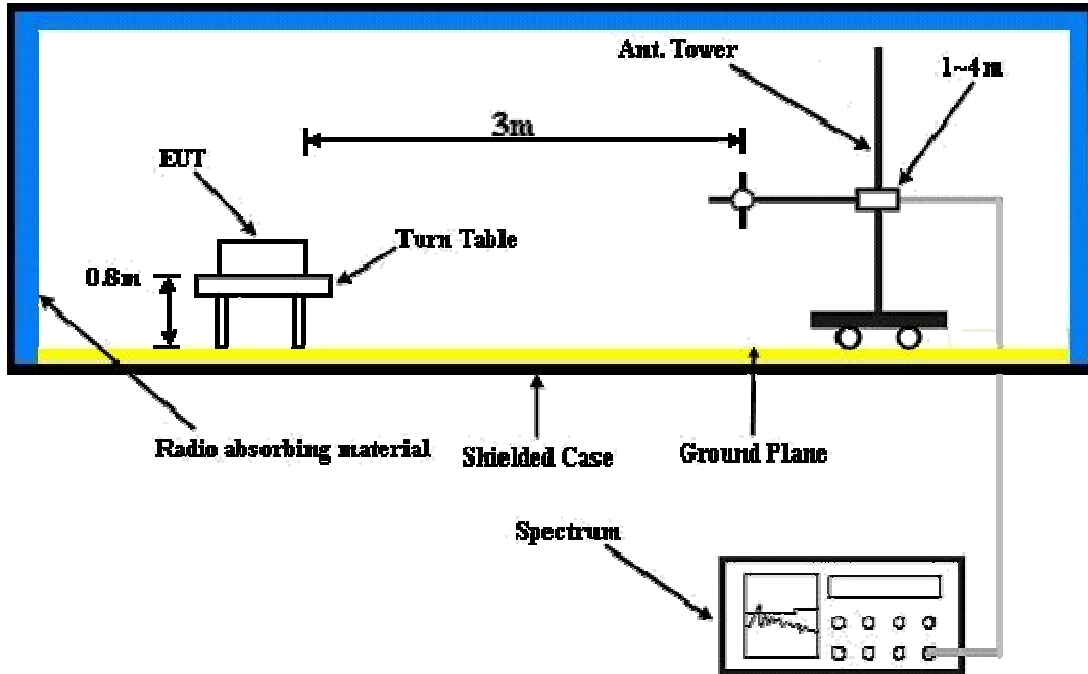 Ant. Tower
1~4m
3m
EUT
Turn Table
0.8m
Radio absorbing material
Shielded Case
Ground Plane
Spectrum